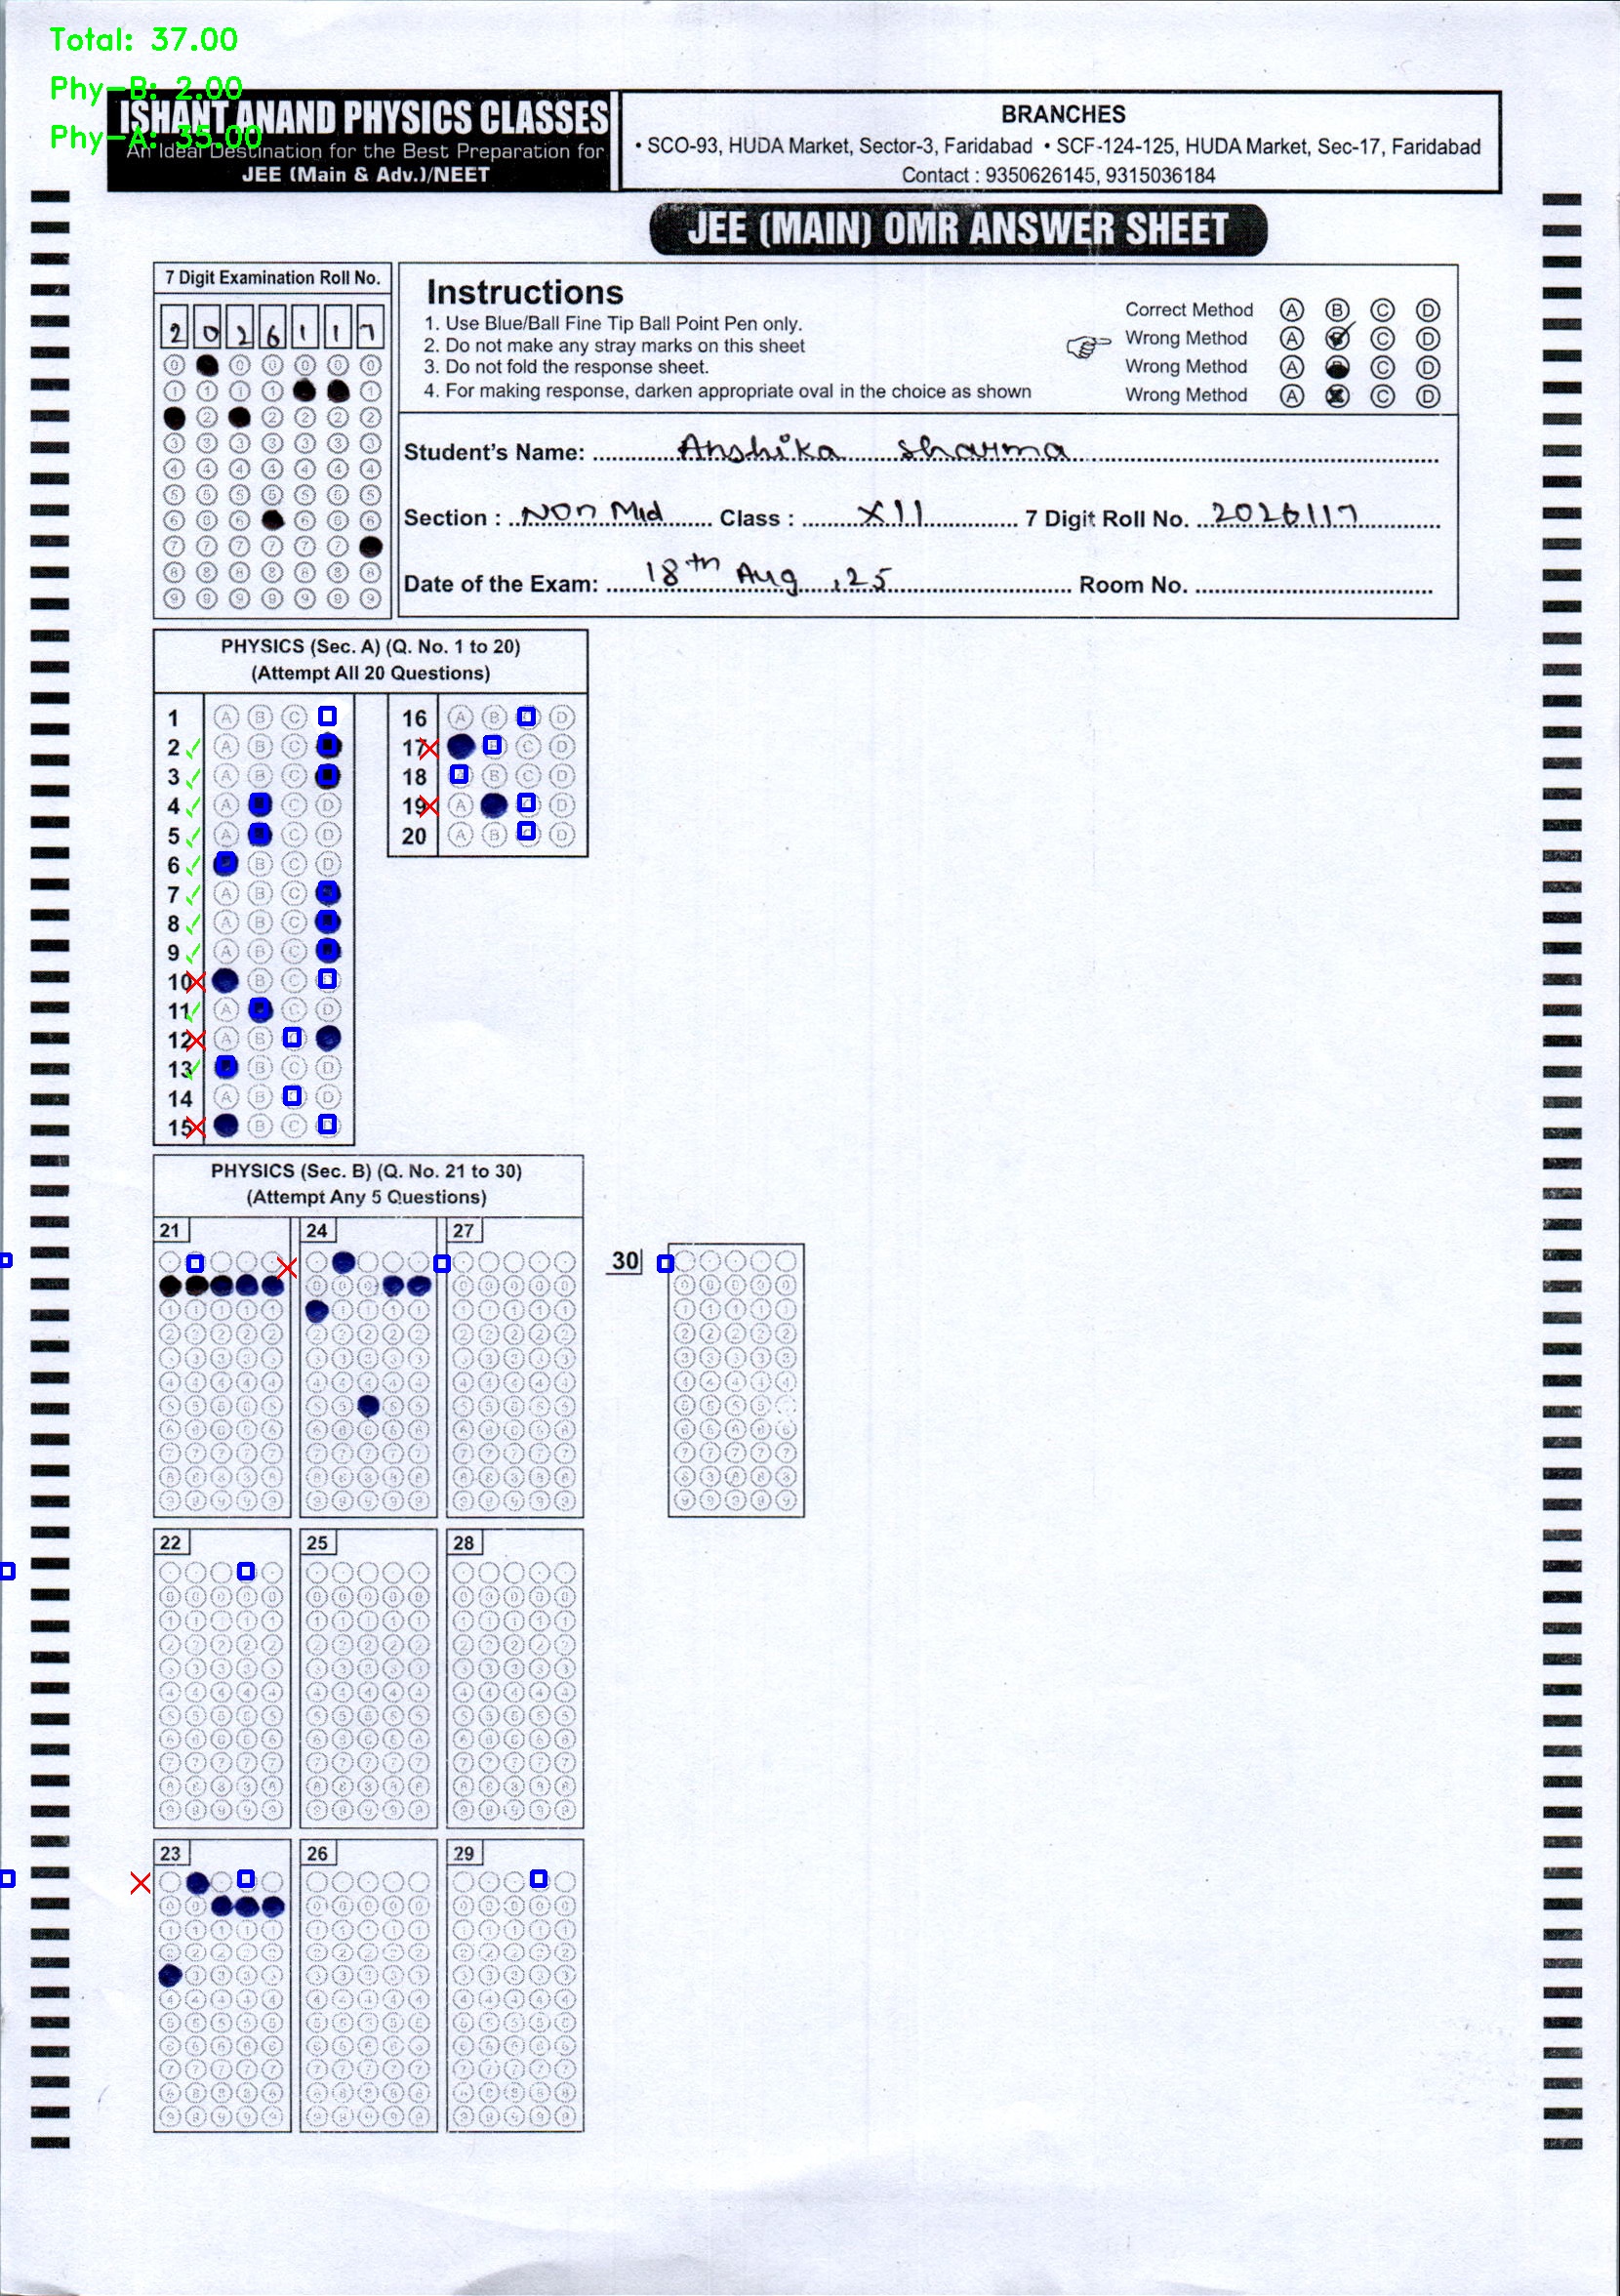 Total: 37.00
Phy-B: 2.00
Phy-A: 35.00
ISHANT ANAND PHYSICS CLASSES
An Ideal Destination for the Best Preparation for
JEE (Main & Adv.)/NEET
BRANCHES
• SCO-93, HUDA Market, Sector-3, Faridabad • SCF-124-125, HUDA Market, Sec-17, Faridabad
Contact : 9350626145, 9315036184
JEE (MAIN) OMR ANSWER SHEET
7 Digit Examination Roll No.
2 0 2 6 1 1 7
Instructions
1. Use Blue/Ball Fine Tip Ball Point Pen only.
2. Do not make any stray marks on this sheet
3. Do not fold the response sheet.
4. For making response, darken appropriate oval in the choice as shown
Correct Method A B C D
Wrong Method A C D
Wrong Method A C D
Wrong Method A C D
Student's Name: Anshika Sharma
Section : Non Mid Class : XII 7 Digit Roll No. 2026117
Date of the Exam: 18th Aug ,25 Room No.
PHYSICS (Sec. A) (Q. No. 1 to 20)
(Attempt All 20 Questions)
1 A B C
2 A B C
3 A B C
4 A C D
5 A C D
6 B C D
7 A B C
8 A B C
9 A B C
10 B C
11 A C D
12 A B
13 B C D
14 A B D
15 B C
16 A B D
17 C D
18 B C D
19 A D
20 A B D
PHYSICS (Sec. B) (Q. No. 21 to 30)
(Attempt Any 5 Questions)
21 24 27 30
22 25 28
23 26 29